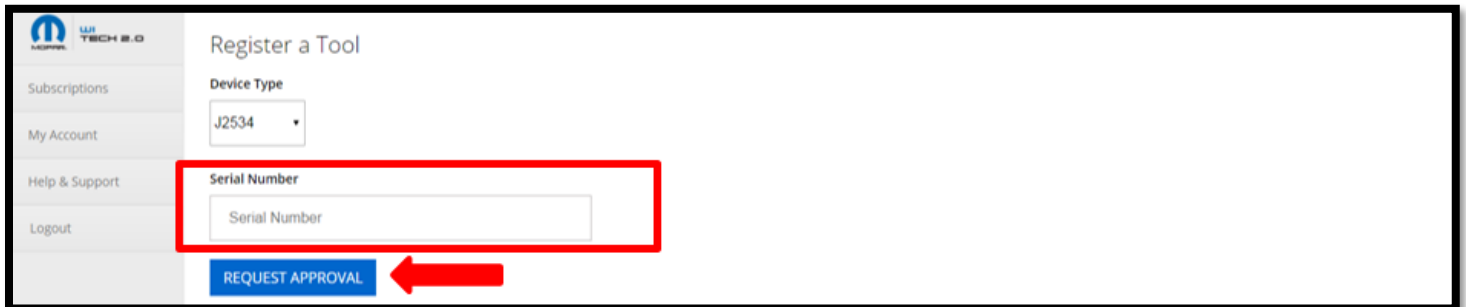 MOPAR
WI
TECH 2.0
Subscriptions
My Account
Help & Support
Logout
Register a Tool
Device Type
J2534
Serial Number
Serial Number
REQUEST APPROVAL